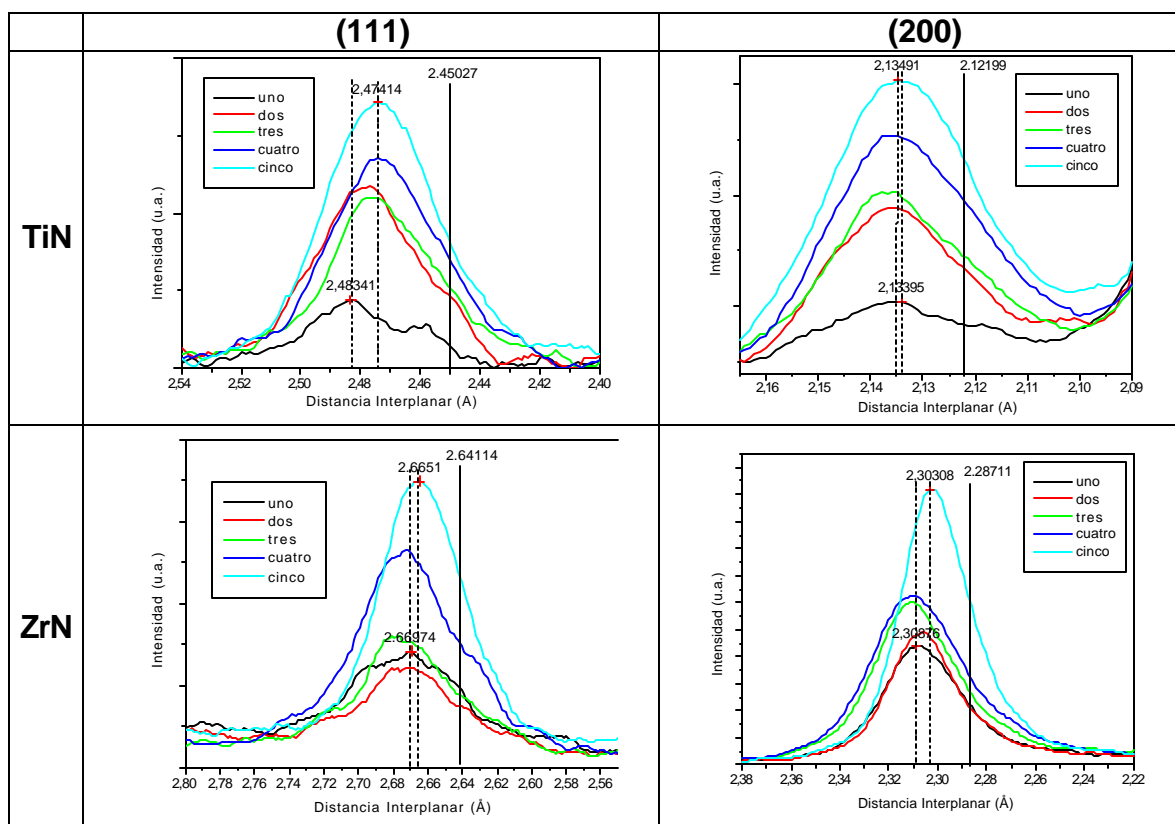 (111)
(200)
TiN
2.45027
2,47414
2,48341
uno
dos
tres
cuatro
cinco
Intensidad (u.a.)
2,54 2,52 2,50 2,48 2,46 2,44 2,42 2,40
Distancia Interplanar (A)
2,13491
2.12199
2,13395
uno
dos
tres
cuatro
cinco
Intensidad (u.a.)
2,16 2,15 2,14 2,13 2,12 2,11 2,10 2,09
Distancia Interplanar (A)
ZrN
2.64114
2.6651
2.66974
uno
dos
tres
cuatro
cinco
Intensidad (u.a.)
2,80 2,78 2,76 2,74 2,72 2,70 2,68 2,66 2,64 2,62 2,60 2,58 2,56
Distancia Interplanar (Å)
2.30308
2.28711
2.30876
uno
dos
tres
cuatro
cinco
Intensidad (u.a.)
2,38 2,36 2,34 2,32 2,30 2,28 2,26 2,24 2,22
Distancia Interplanar (Å)